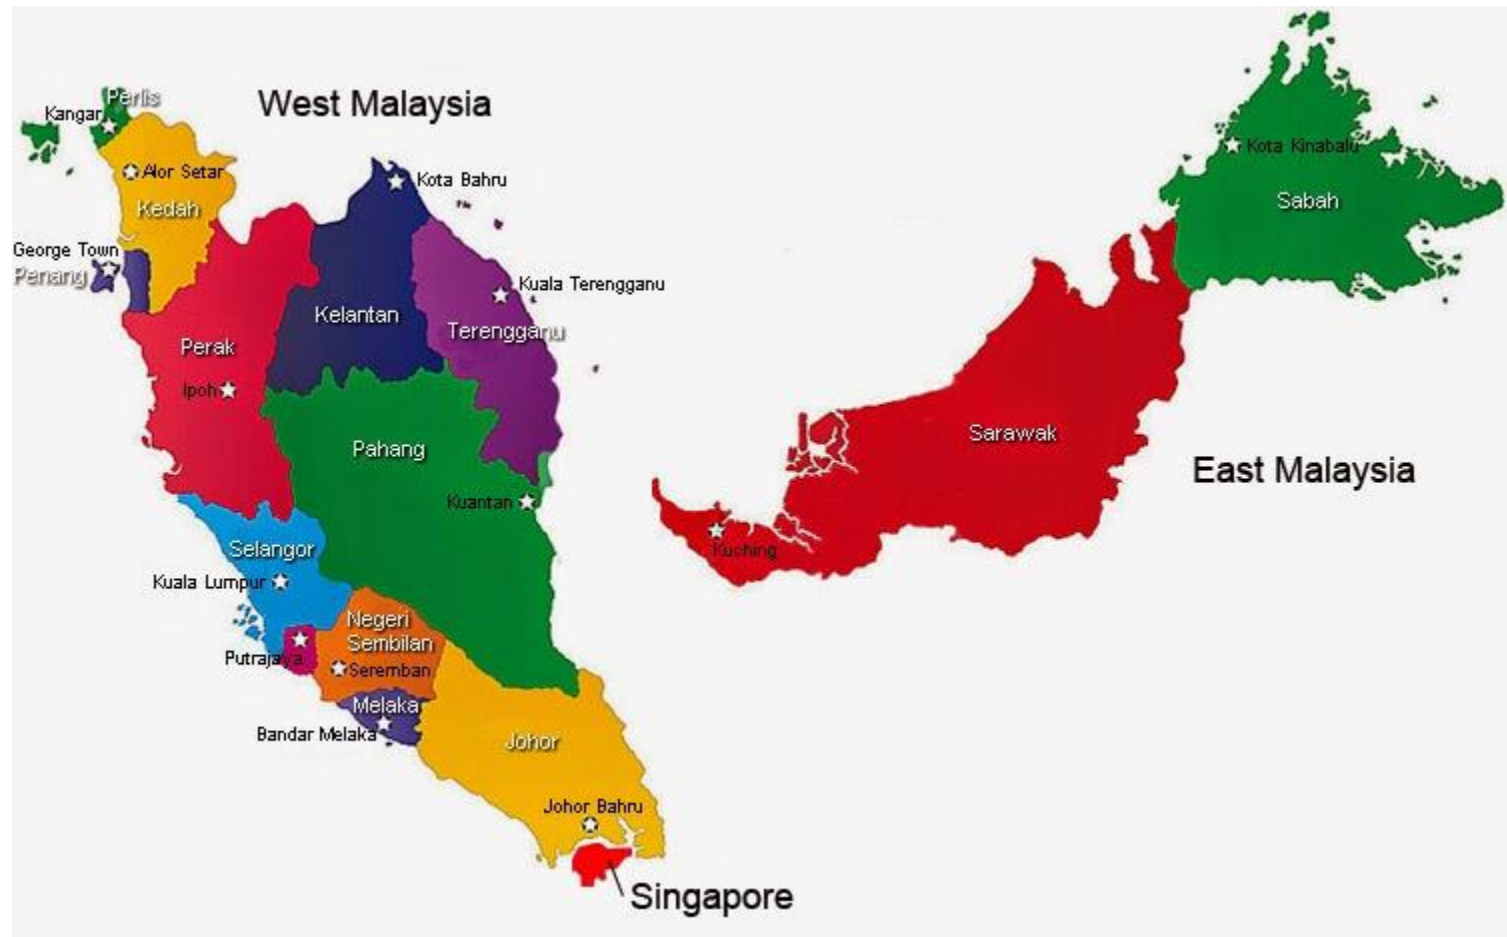 West Malaysia
Perlis
Kangar
Alor Setar
Kedah
Kota Bahru
George Town
Penang
Kuala Terengganu
Kelantan
Terengganu
Perak
Ipoh
Pahang
Kuantan
Selangor
Kuala Lumpur
Negeri
Sembilan
Putrajaya
Seremban
Melaka
Bandar Melaka
Johor
Johor Bahru
Singapore
Kota Kinabalu
Sabah
Sarawak
East Malaysia
Kuching